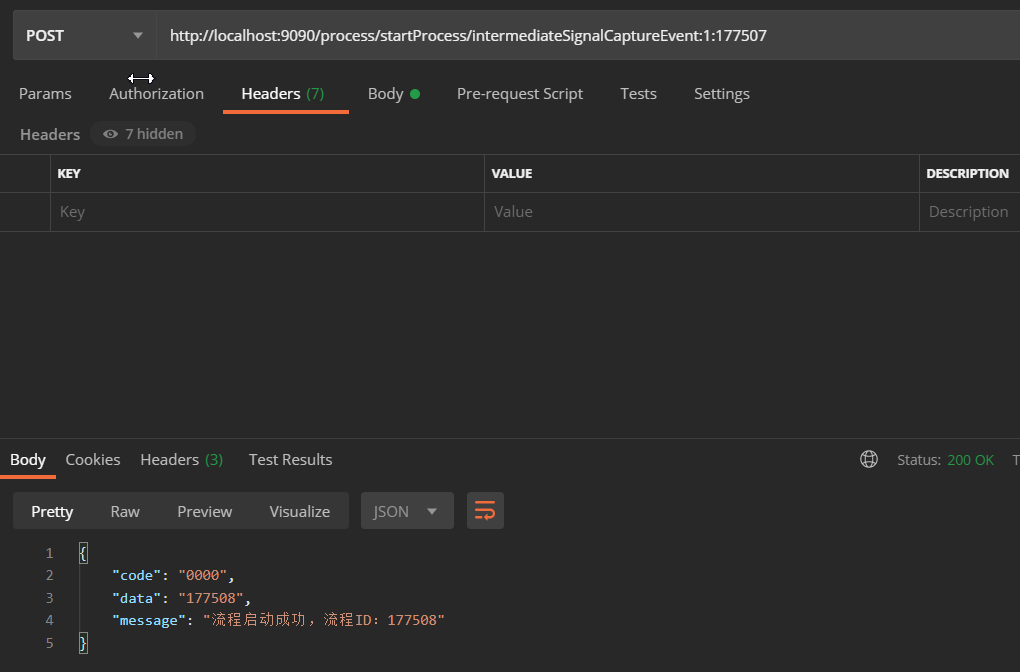 POST http://localhost:9090/process/startProcess/intermediateSignalCaptureEvent:1:177507
Params Authorization Headers (7) Body Pre-request Script Tests Settings
Headers 7 hidden
KEY VALUE DESCRIPTION
Key Value Description
Body Cookies Headers (3) Test Results Status: 200 OK T
Pretty Raw Preview Visualize JSON
1 {
2 "code": "0000",
3 "data": "177508",
4 "message": "流程启动成功，流程ID：177508"
5 }